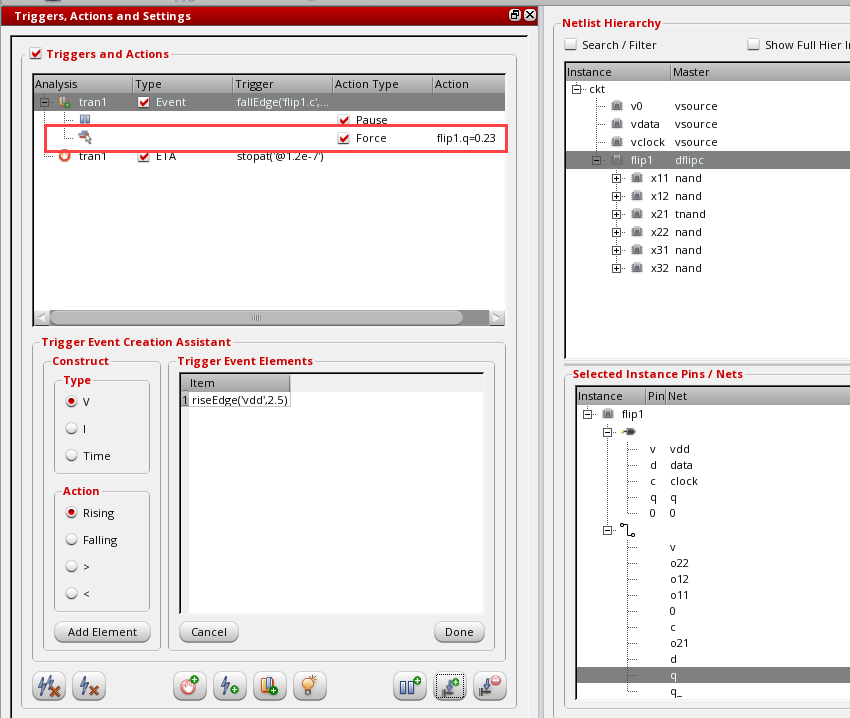 Triggers, Actions and Settings
Triggers and Actions
Analysis Type Trigger Action Type Action
tran1 Event fallEdge('flip1.c',...
Pause
Force flip1.q=0.23
tran1 ETA stopat('@1.2e-7')
Trigger Event Creation Assistant
Construct
Type
V
I
Time
Action
Rising
Falling
>
<
Add Element
Trigger Event Elements
Item
1 riseEdge('vdd',2.5)
Cancel Done
Netlist Hierarchy
Search / Filter Show Full Hier
Instance Master
ckt
v0 vsource
vdata vsource
vclock vsource
flip1 dflipc
x11 nand
x12 nand
x21 tnand
x22 nand
x31 nand
x32 nand
Selected Instance Pins / Nets
Instance Pin Net
flip1
v vdd
d data
c clock
q q
0 0
v
o22
o12
o11
0
c
o21
d
q
q_